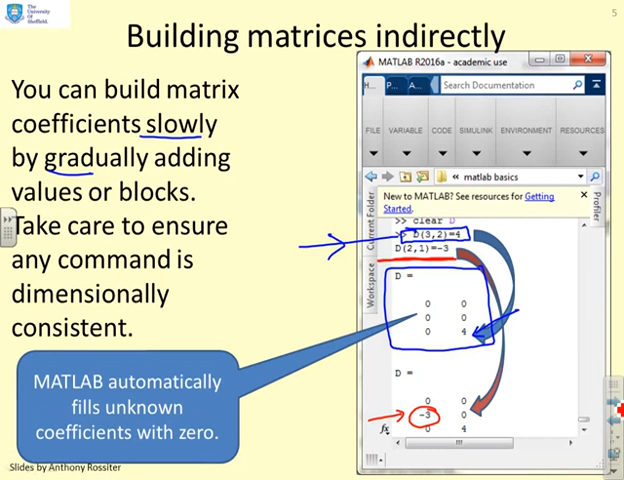 The
University
Of
Sheffield.
5
Building matrices indirectly
You can build matrix
coefficients slowly
by gradually adding
values or blocks.
Take care to ensure
any command is
dimensionally
consistent.
MATLAB automatically
fills unknown
coefficients with zero.
Slides by Anthony Rossiter
MATLAB R2016a - academic use
H... P... A... Search Documentation
FILE VARIABLE CODE SIMULINK ENVIRONMENT RESOURCES
« matlab basics
New to MATLAB? See resources for Getting
Started.
Current Folder
Workspace
Profiler
>> clear D
>> D(3,2)=4
D(2,1)=-3
D =
0 0
0 0
0 4
D =
0 0
-3 0
0 4
fx